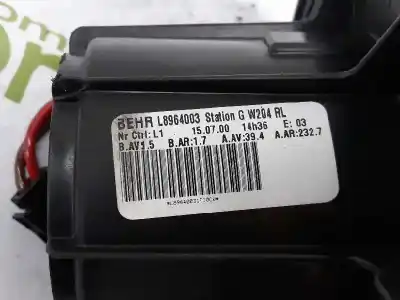 BEHR L8964003 Station G W204 RL
Nr Ctrl: L1 15.07.00 14h36 E: 03
B.AV:1.5 B.AR:1.7 A.AV:39.4 A.AR:232.7